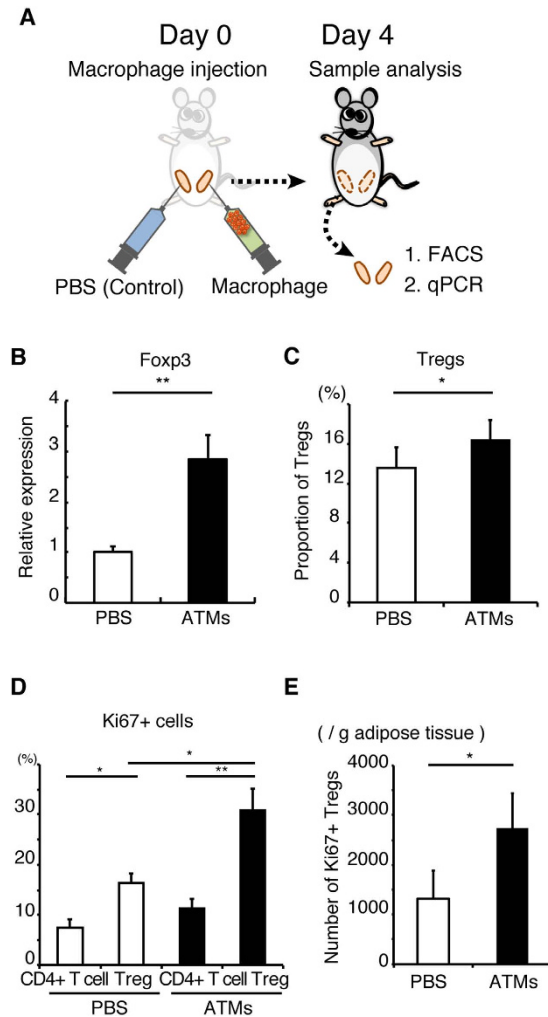 A
Day 0 Day 4
Macrophage injection Sample analysis
PBS (Control) Macrophage
1. FACS
2. qPCR
B
Foxp3
**
Relative expression
4
3
2
1
0
PBS ATMs
C
Tregs
(%)
*
Proportion of Tregs
16
12
8
4
0
PBS ATMs
D
Ki67+ cells
(%)
*
* **
30
20
10
0
CD4+ T cell Treg CD4+ T cell Treg
PBS ATMs
E
( / g adipose tissue )
*
Number of Ki67+ Tregs
4000
3000
2000
1000
0
PBS ATMs